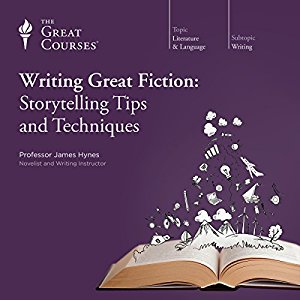 THE
GREAT
COURSES®
Topic
Literature
& Language
Subtopic
Writing
Writing Great Fiction:
Storytelling Tips
and Techniques
Professor James Hynes
Novelist and Writing Instructor